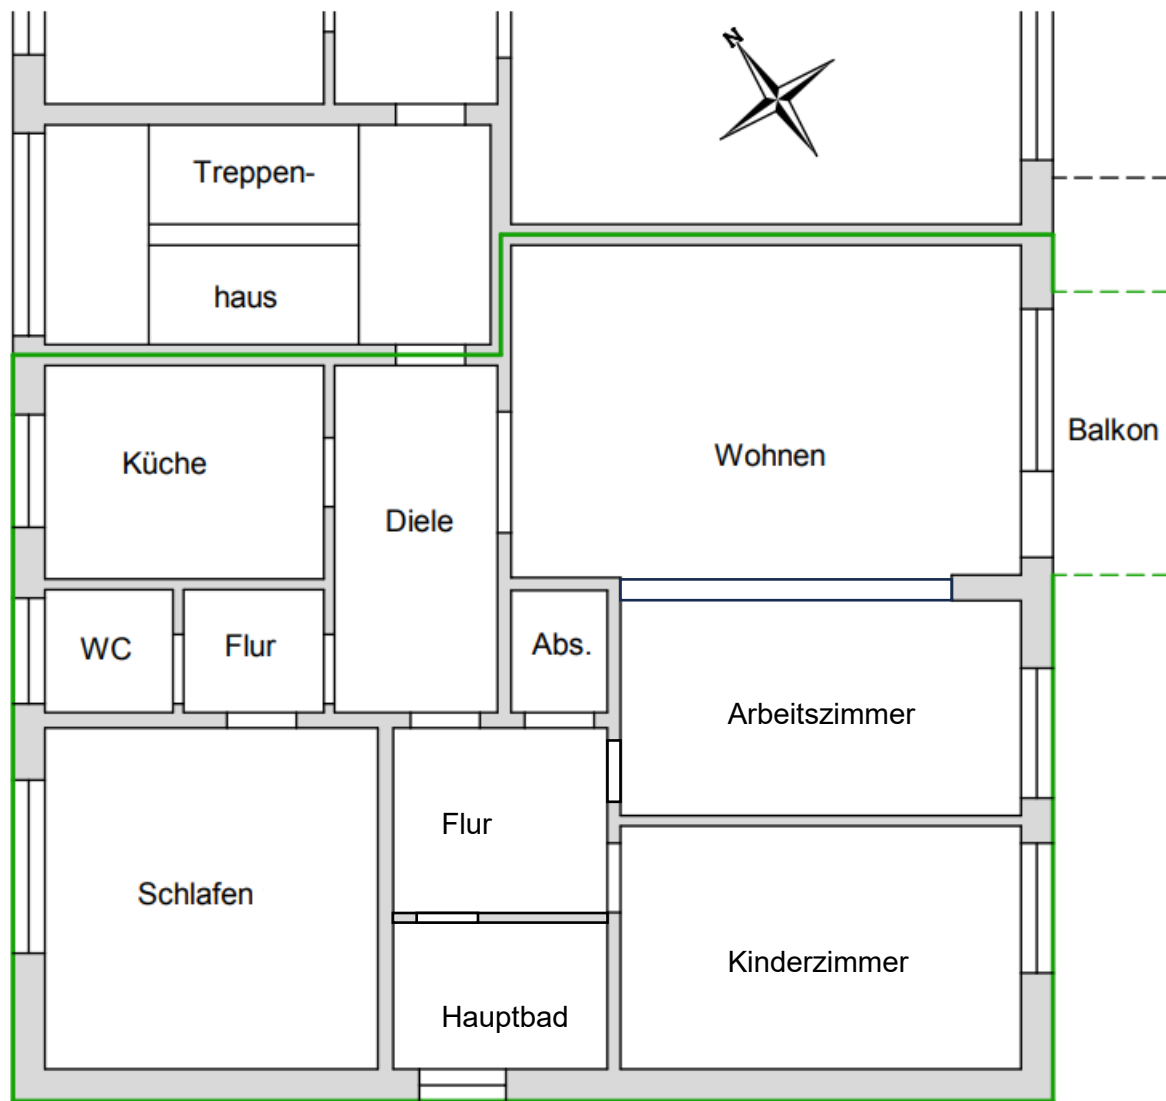 N
Treppen-
haus
Balkon
Wohnen
Küche
Diele
WC
Flur
Abs.
Arbeitszimmer
Flur
Schlafen
Kinderzimmer
Hauptbad